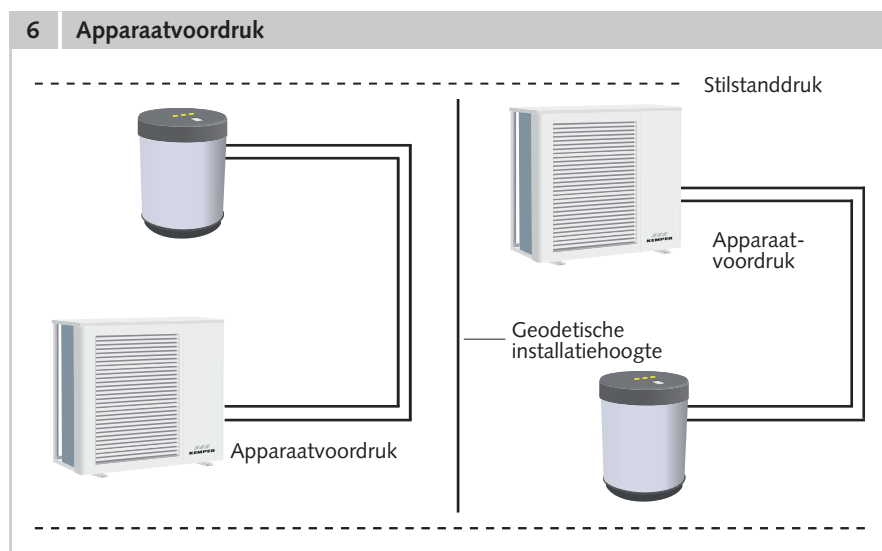 6 Apparaatvoordruk
Stilstanddruk
KEMPER
Apparaat-
voordruk
Geodetische
installatiehoogte
KEMPER
Apparaatvoordruk